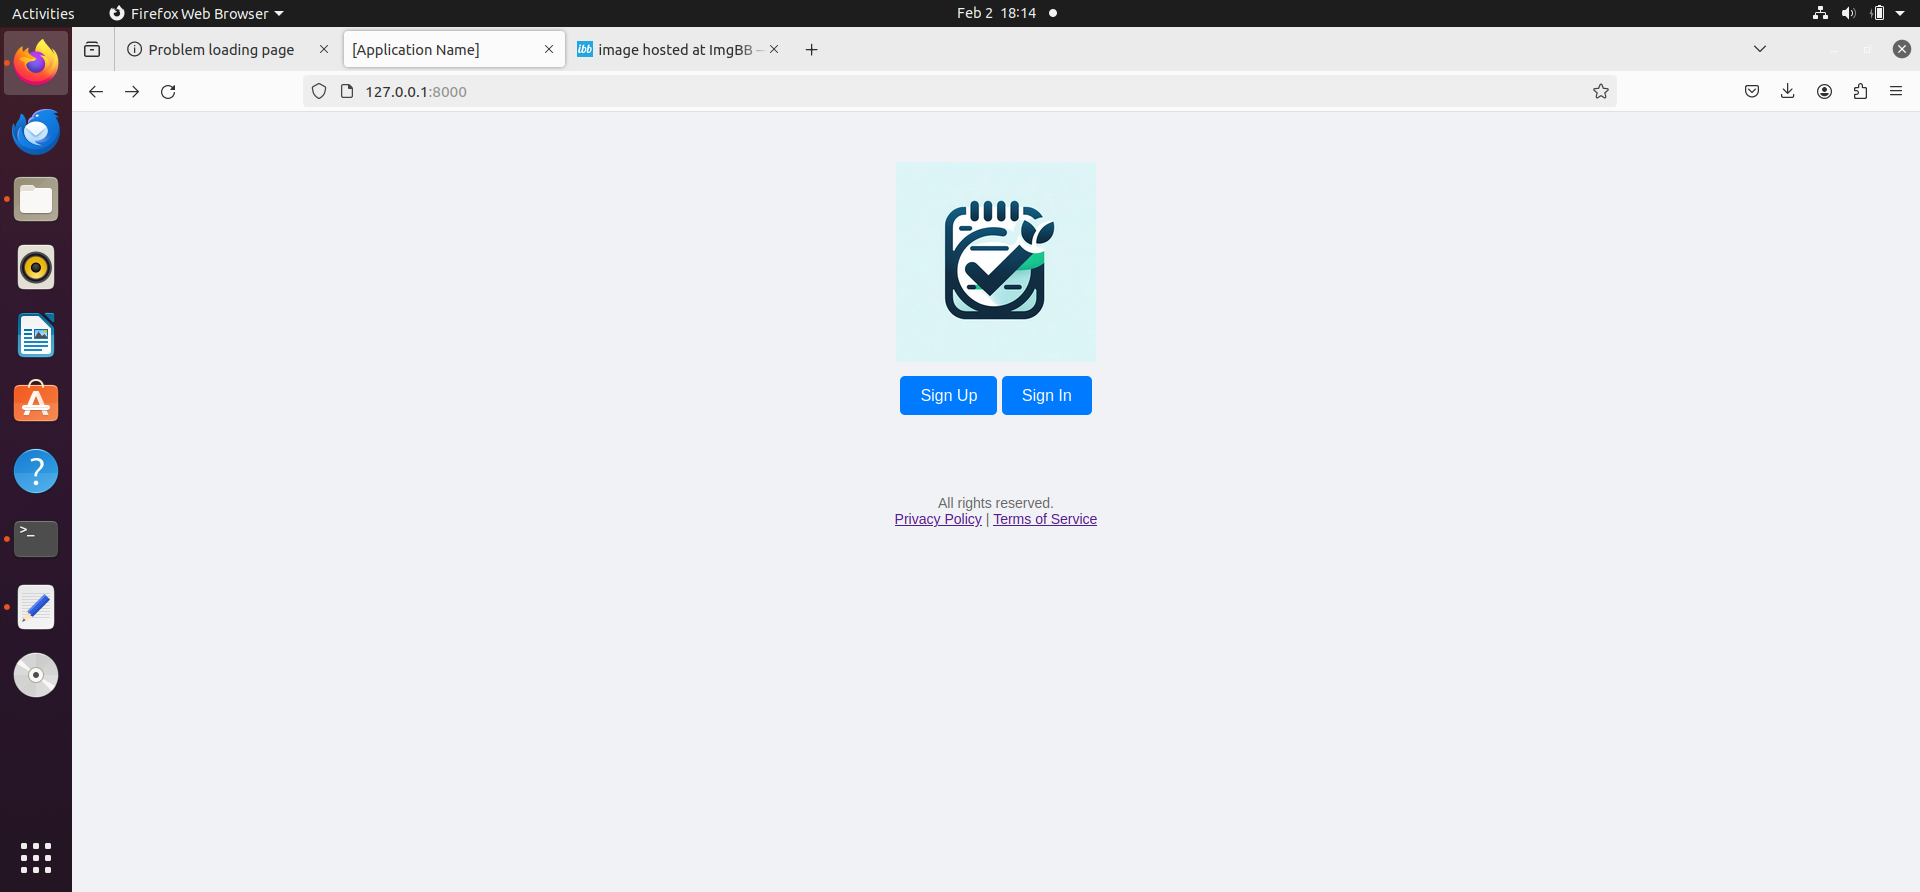 Activities Firefox Web Browser Feb 2 18:14
Problem loading page [Application Name] ibb image hosted at ImgBB –
127.0.0.1:8000
Sign Up Sign In
All rights reserved.
Privacy Policy | Terms of Service